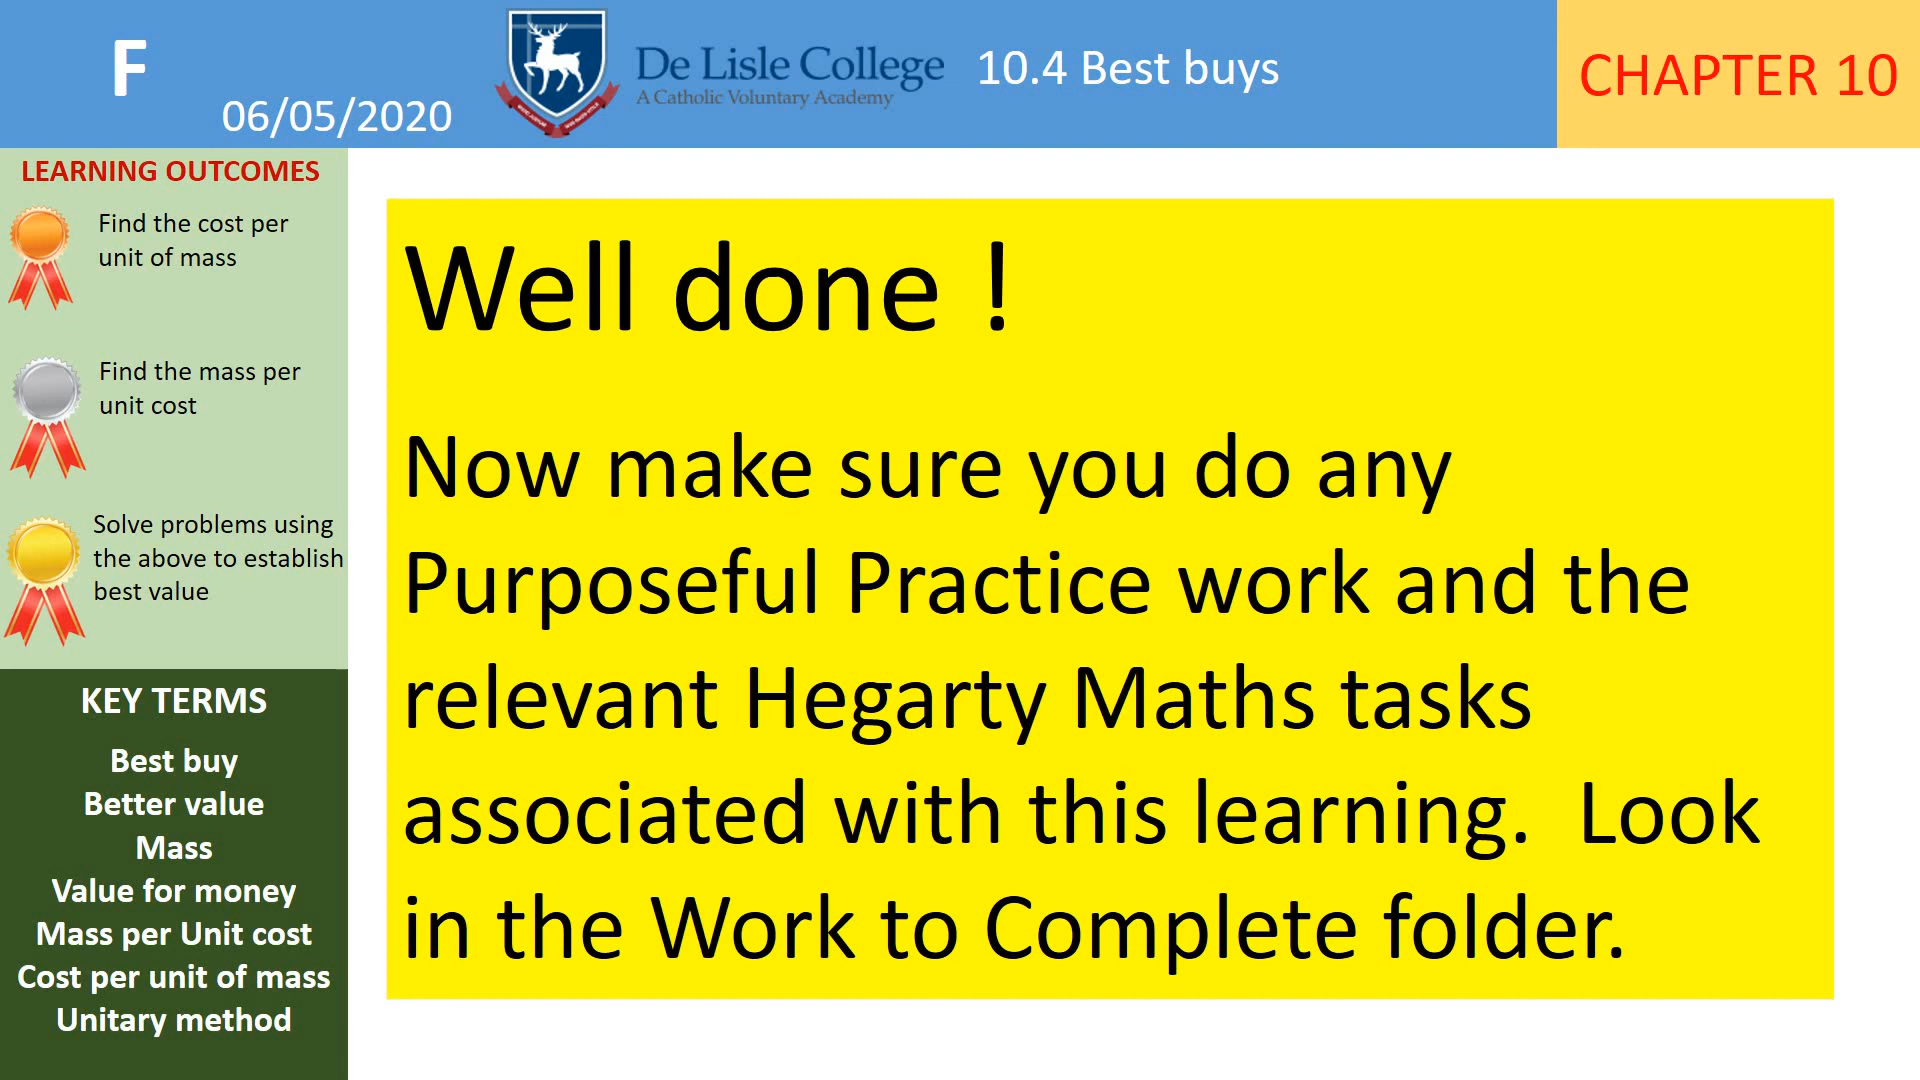 F
06/05/2020
De Lisle College
A Catholic Voluntary Academy
10.4 Best buys
CHAPTER 10
LEARNING OUTCOMES
Find the cost per
unit of mass
Find the mass per
unit cost
Solve problems using
the above to establish
best value
KEY TERMS
Best buy
Better value
Mass
Value for money
Mass per Unit cost
Cost per unit of mass
Unitary method
Well done !
Now make sure you do any
Purposeful Practice work and the
relevant Hegarty Maths tasks
associated with this learning.  Look
in the Work to Complete folder.